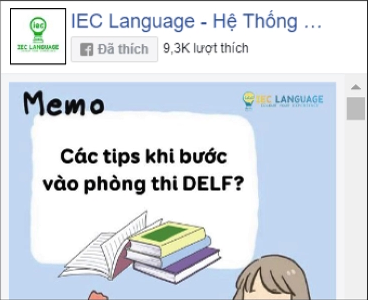 iec
IEC LANGUAGE
IEC Language - Hệ Thống ...
Đã thích
9,3K lượt thích
Memo
IEC LANGUAGE
Các tips khi bước
vào phòng thi DELF?